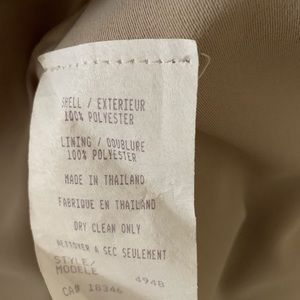 SHELL / EXTERIEUR
100% POLYESTER
LINING / DOUBLURE
100% POLYESTER
MADE IN THAILAND
FABRIQUE EN THAILAND
DRY CLEAN ONLY
NETTOYER A SEC SEULEMENT
STYLE/
MODELE 4948
CA# 18346